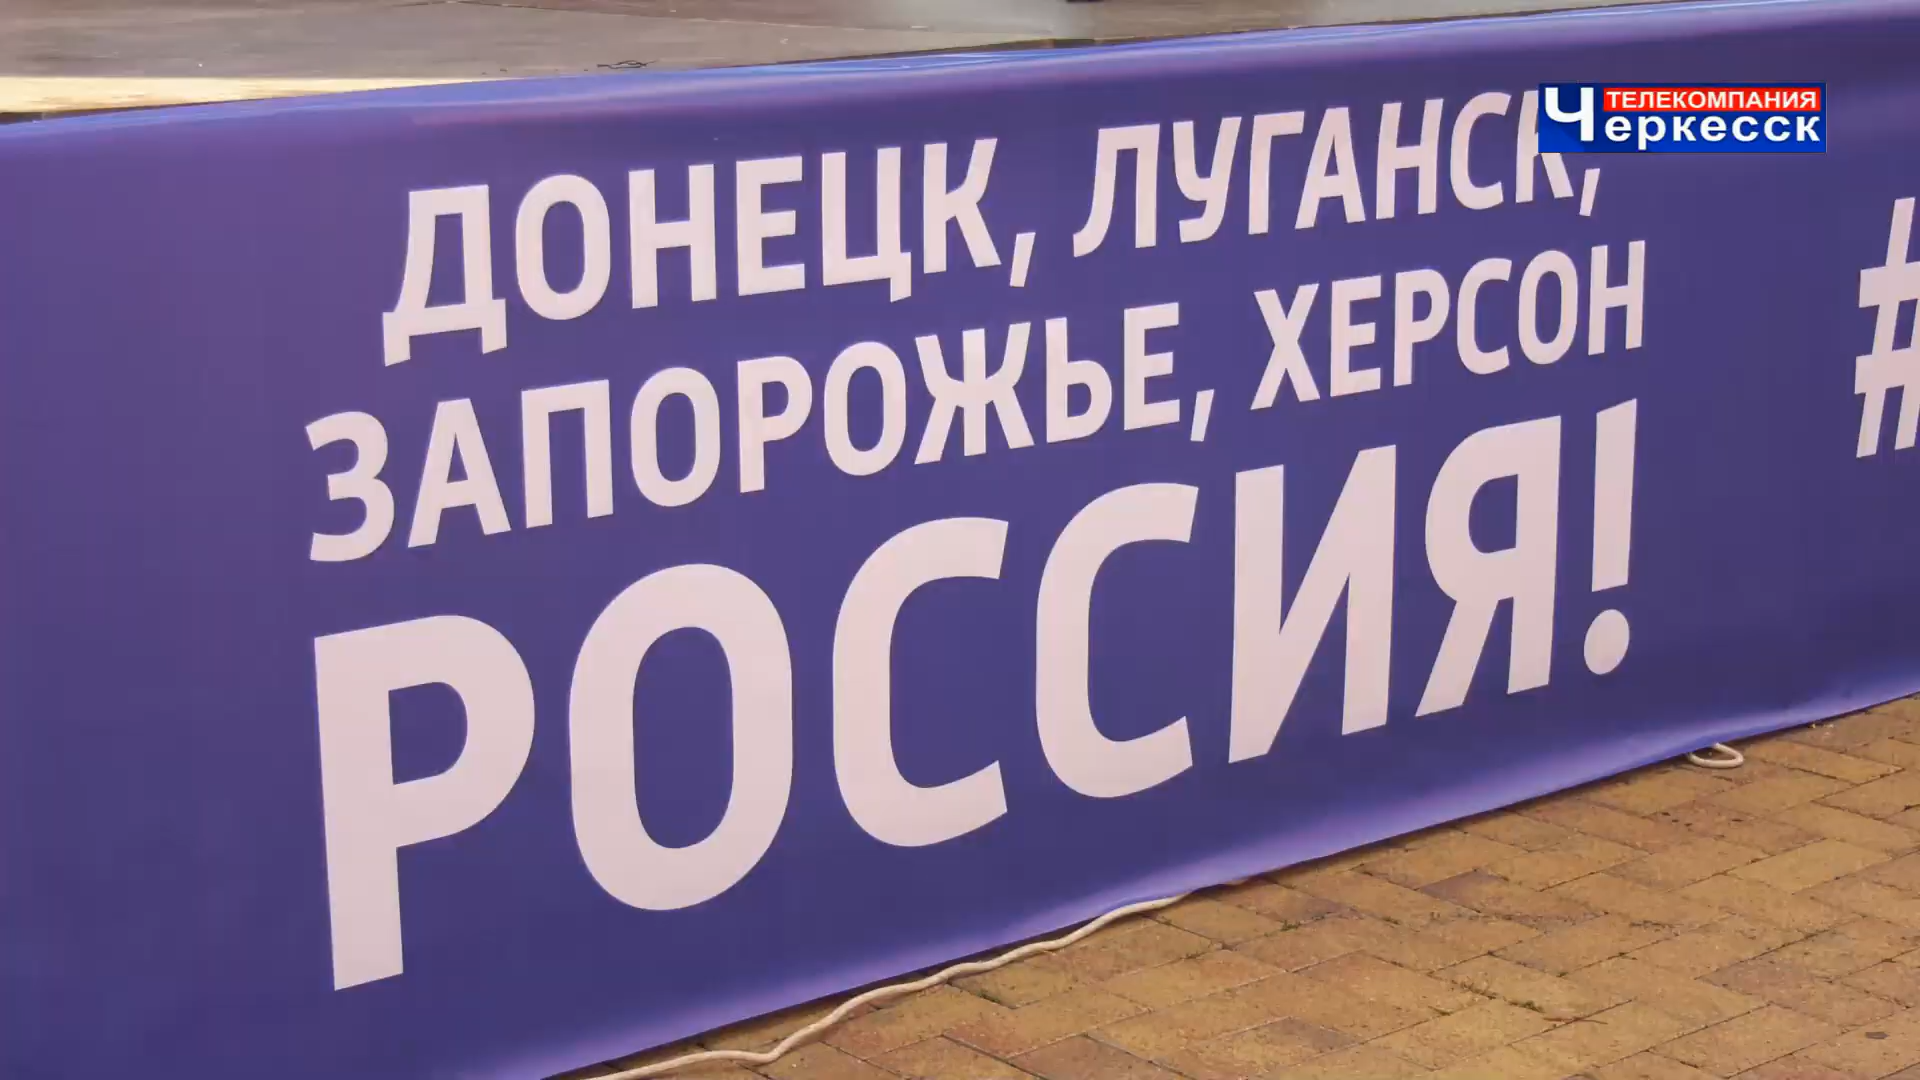 ТЕЛЕКОМПАНИЯ
Черкесск
ДОНЕЦК, ЛУГАНСК,
ЗАПОРОЖЬЕ, ХЕРСОН
РОССИЯ!
#